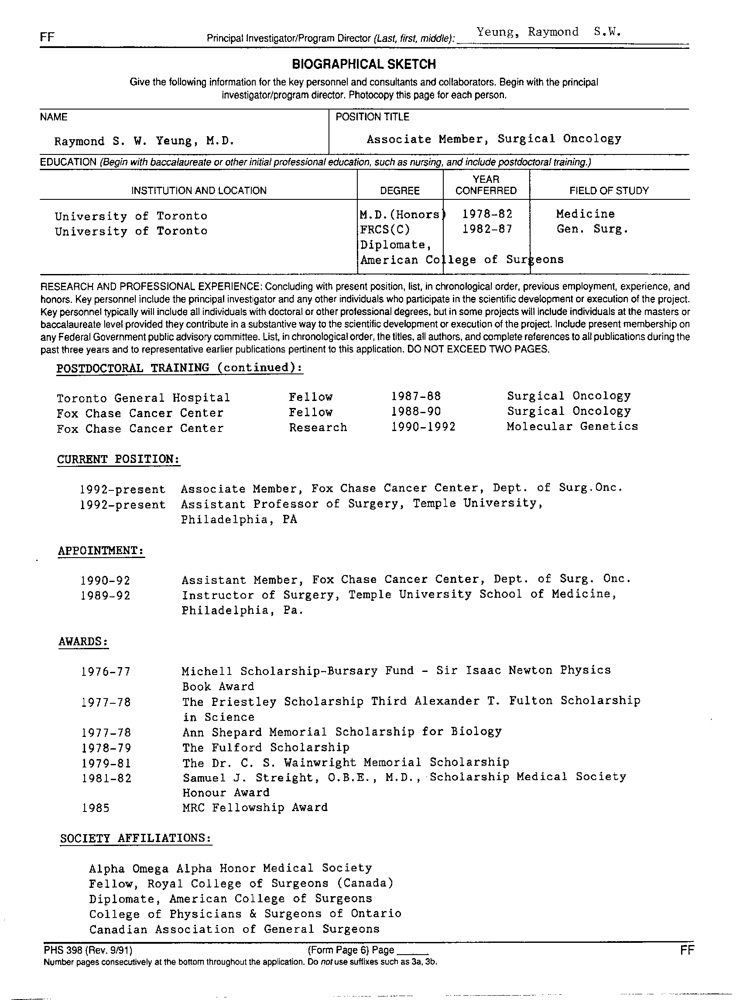 FF Principal Investigator/Program Director (Last, first, middle): Yeung, Raymond S.W.
BIOGRAPHICAL SKETCH
Give the following information for the key personnel and consultants and collaborators. Begin with the principal
investigator/program director. Photocopy this page for each person.
NAME POSITION TITLE
Raymond S. W. Yeung, M.D. Associate Member, Surgical Oncology
EDUCATION (Begin with baccalaureate or other initial professional education, such as nursing, and include postdoctoral training.)
INSTITUTION AND LOCATION DEGREE YEAR CONFERRED FIELD OF STUDY
University of Toronto M.D.(Honors) 1978-82 Medicine
University of Toronto FRCS(C) 1982-87 Gen. Surg.
Diplomate,
American College of Surgeons
RESEARCH AND PROFESSIONAL EXPERIENCE: Concluding with present position, list, in chronological order, previous employment, experience, and
honors. Key personnel include the principal investigator and any other individuals who participate in the scientific development or execution of the project.
Key personnel typically will include all individuals with doctoral or other professional degrees, but in some projects will include individuals at the masters or
baccalaureate level provided they contribute in a substantive way to the scientific development or execution of the project. Include present membership on
any Federal Government public advisory committee. List, in chronological order, the titles, all authors, and complete references to all publications during the
past three years and to representative earlier publications pertinent to this application. DO NOT EXCEED TWO PAGES.
POSTDOCTORAL TRAINING (continued):
Toronto General Hospital Fellow 1987-88 Surgical Oncology
Fox Chase Cancer Center Fellow 1988-90 Surgical Oncology
Fox Chase Cancer Center Research 1990-1992 Molecular Genetics
CURRENT POSITION:
1992-present Associate Member, Fox Chase Cancer Center, Dept. of Surg.Onc.
1992-present Assistant Professor of Surgery, Temple University,
Philadelphia, PA
APPOINTMENT:
1990-92 Assistant Member, Fox Chase Cancer Center, Dept. of Surg. Onc.
1989-92 Instructor of Surgery, Temple University School of Medicine,
Philadelphia, Pa.
AWARDS:
1976-77 Michell Scholarship-Bursary Fund - Sir Isaac Newton Physics
Book Award
1977-78 The Priestley Scholarship Third Alexander T. Fulton Scholarship
in Science
1977-78 Ann Shepard Memorial Scholarship for Biology
1978-79 The Fulford Scholarship
1979-81 The Dr. C. S. Wainwright Memorial Scholarship
1981-82 Samuel J. Streight, O.B.E., M.D., Scholarship Medical Society
Honour Award
1985 MRC Fellowship Award
SOCIETY AFFILIATIONS:
Alpha Omega Alpha Honor Medical Society
Fellow, Royal College of Surgeons (Canada)
Diplomate, American College of Surgeons
College of Physicians & Surgeons of Ontario
Canadian Association of General Surgeons
PHS 398 (Rev. 9/91) (Form Page 6) Page ______ FF
Number pages consecutively at the bottom throughout the application. Do not use suffixes such as 3a, 3b.